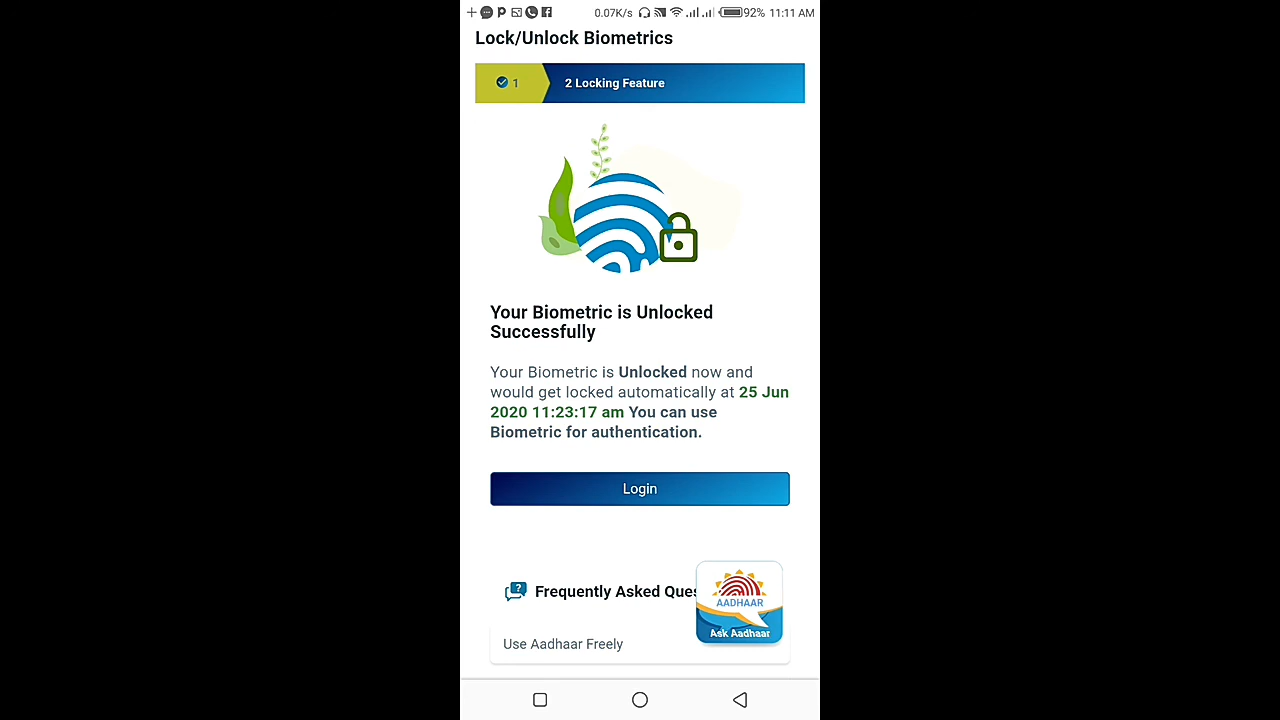 0.07K/s 92% 11:11 AM
Lock/Unlock Biometrics
1 2 Locking Feature
Your Biometric is Unlocked
Successfully
Your Biometric is Unlocked now and
would get locked automatically at 25 Jun
2020 11:23:17 am You can use
Biometric for authentication.
Login
? Frequently Asked Ques
AADHAAR
Ask Aadhaar
Use Aadhaar Freely